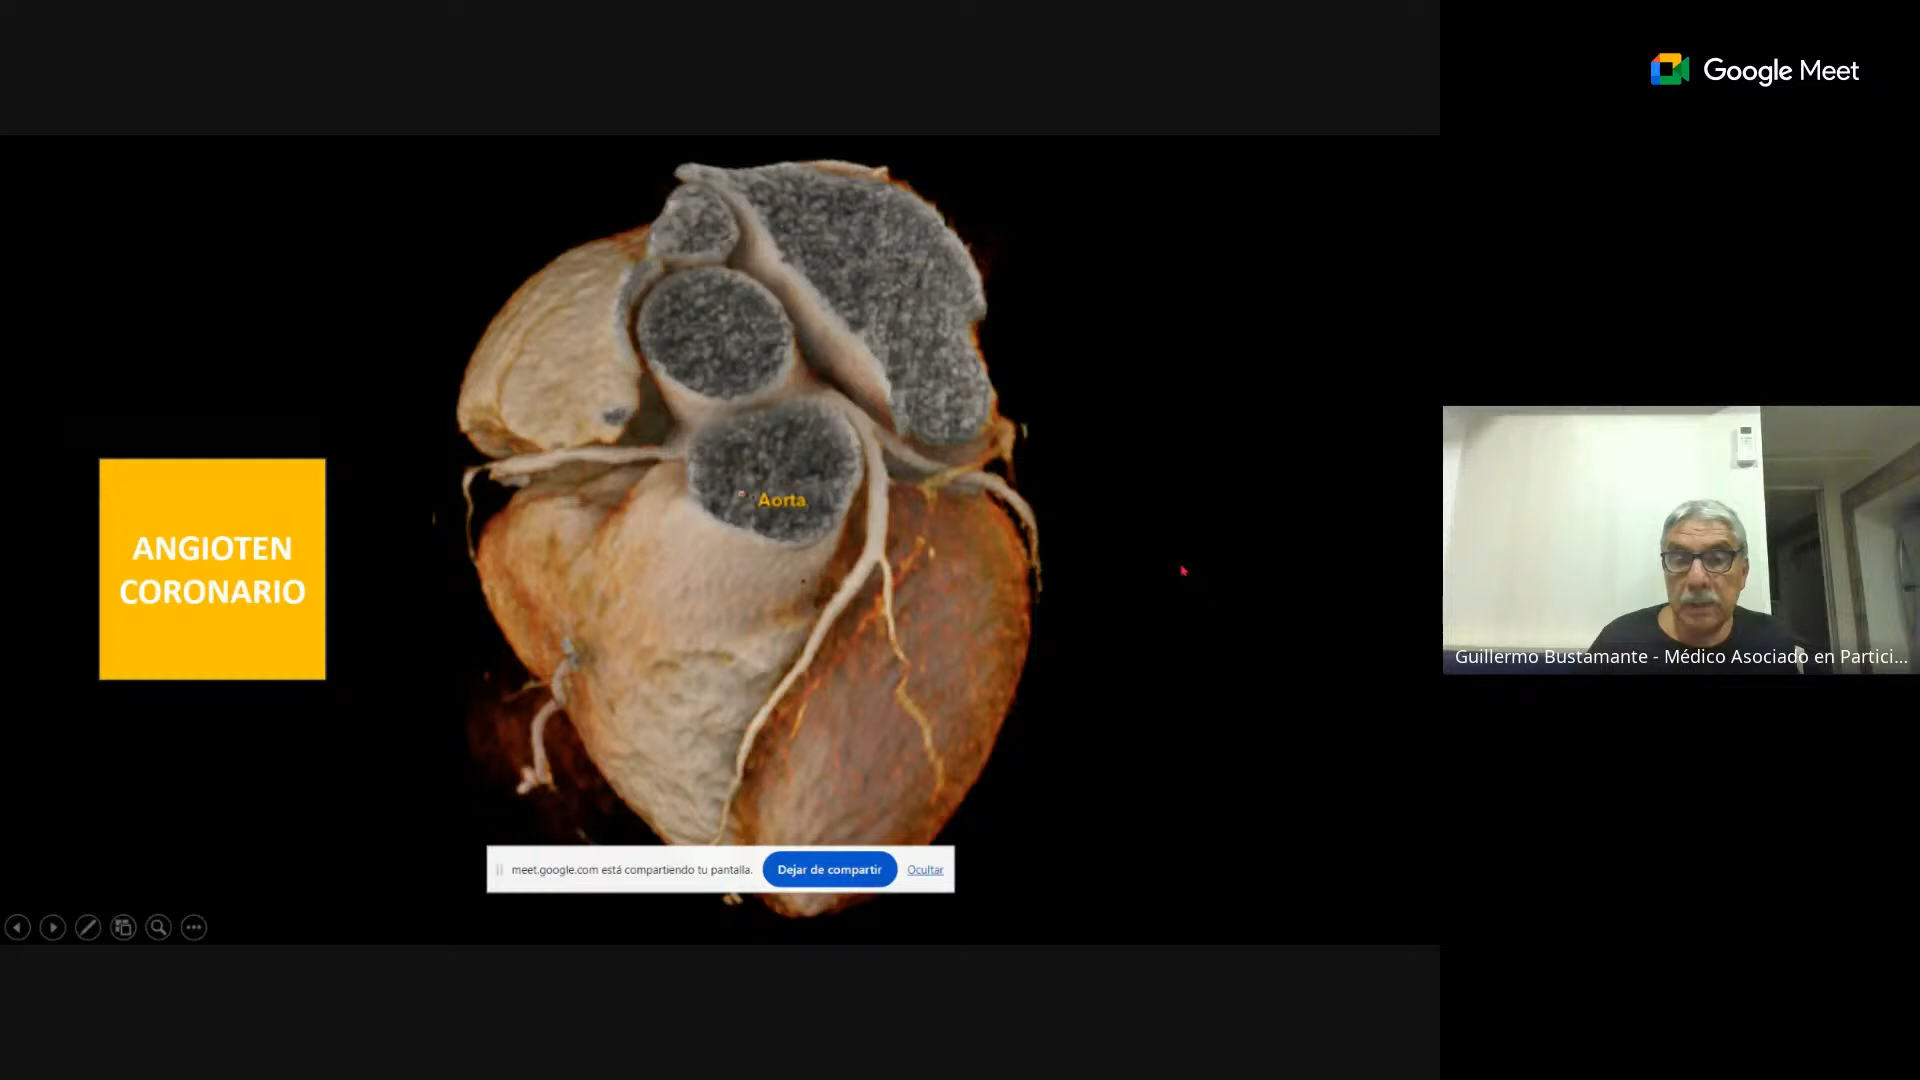 Google Meet
Aorta
ANGIOTEN
CORONARIO
Guillermo Bustamante - Médico Asociado en Partici...
meet.google.com está compartiendo tu pantalla.
Dejar de compartir
Ocultar